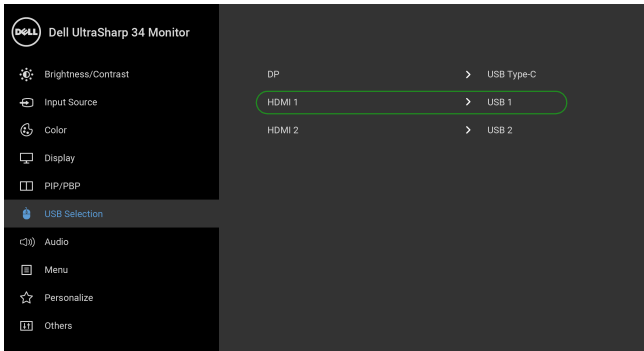 DELL Dell UltraSharp 34 Monitor
Brightness/Contrast
Input Source
Color
Display
PIP/PBP
USB Selection
Audio
Menu
Personalize
Others
DP > USB Type-C
HDMI 1 > USB 1
HDMI 2 > USB 2